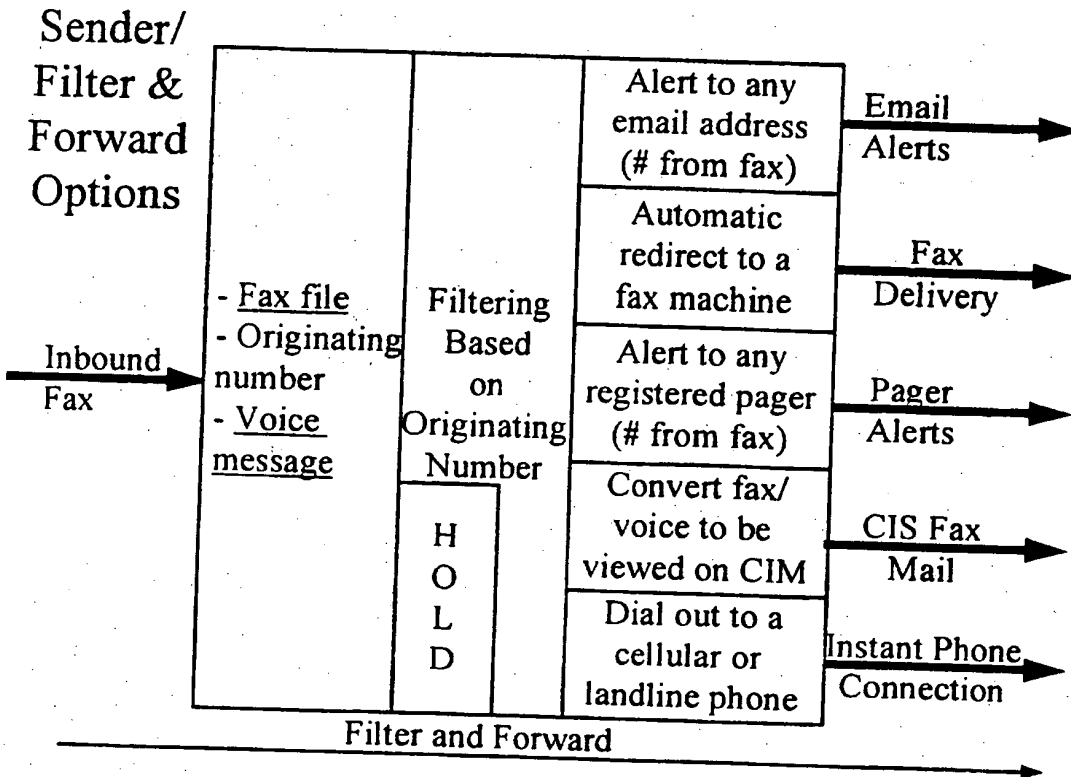 Sender/
Filter &
Forward
Options
Inbound
Fax
- Fax file
- Originating
number
- Voice
message
Filtering
Based
on
Originating
Number
H
O
L
D
Alert to any
email address
(# from fax)
Automatic
redirect to a
fax machine
Alert to any
registered pager
(# from fax)
Convert fax/
voice to be
viewed on CIM
Dial out to a
cellular or
landline phone
Email
Alerts
Fax
Delivery
Pager
Alerts
CIS Fax
Mail
Instant Phone
Connection
Filter and Forward